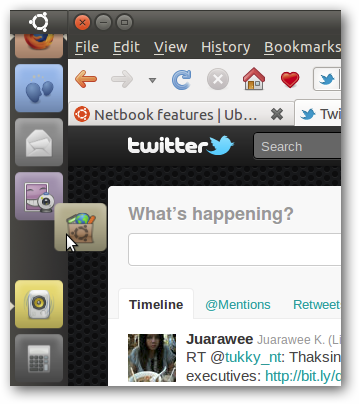 File Edit View History Bookmarks
Netbook features | Ub... Twi
twitter Search
What's happening?
Timeline @Mentions Retweets
Juarawee Juarawee K. (Li
RT @tukky_nt: Thaksin
executives: http://bit.ly/d